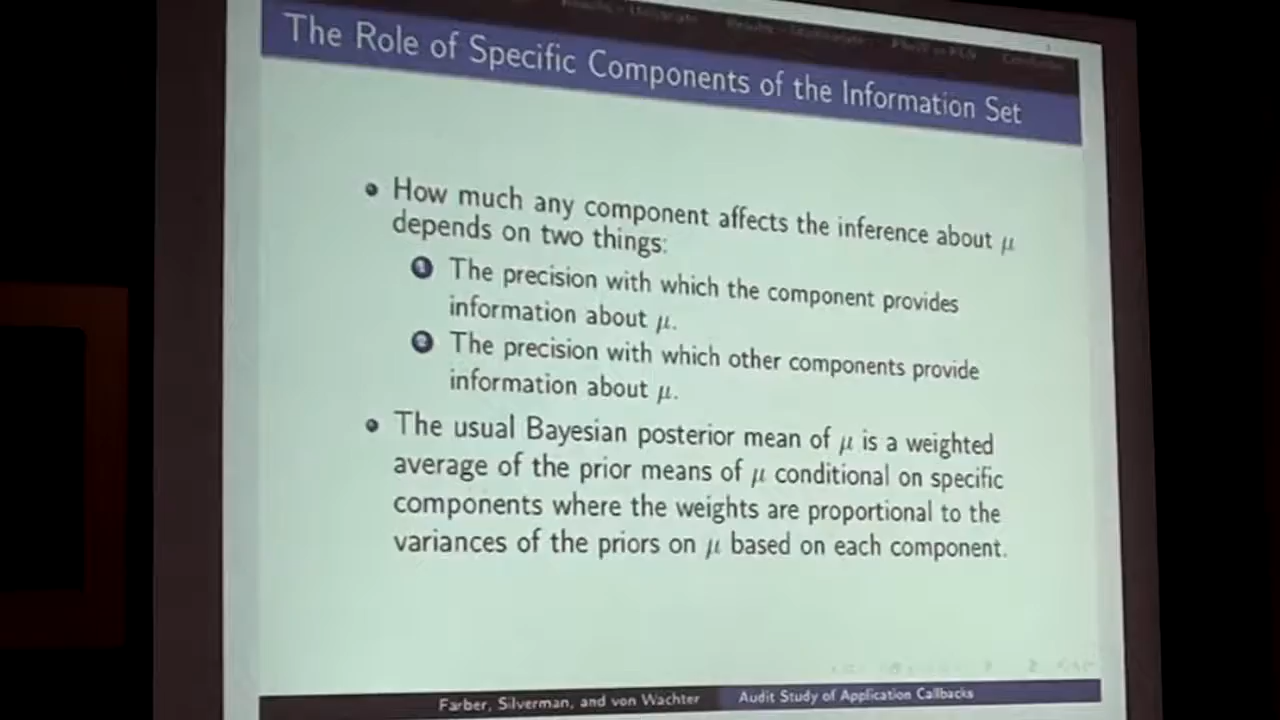 The Role of Specific Components of the Information Set
• How much any component affects the inference about μ
depends on two things:
1 The precision with which the component provides
information about μ.
2 The precision with which other components provide
information about μ.
• The usual Bayesian posterior mean of μ is a weighted
average of the prior means of μ conditional on specific
components where the weights are proportional to the
variances of the priors on μ based on each component.
Farber, Silverman, and von Wachter
Audit Study of Application Callbacks